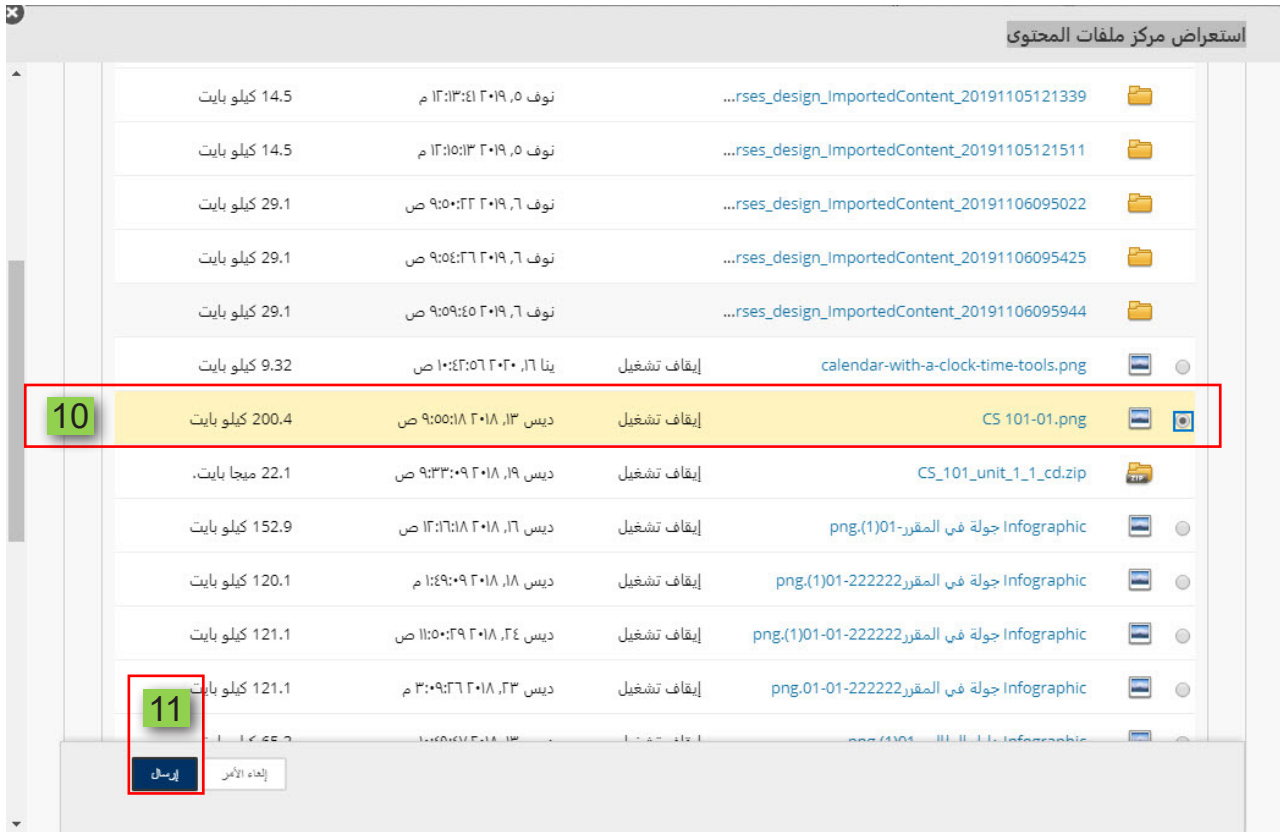 استعراض مركز ملفات المحتوى
...rses_design_ImportedContent_20191105121339 نوف ٥, ٢٠١٩ ١٢:١٣:٤١ م 14.5 كيلو بايت
...rses_design_ImportedContent_20191105121511 نوف ٥, ٢٠١٩ ١٢:١٥:١٣ م 14.5 كيلو بايت
...rses_design_ImportedContent_20191106095022 نوف ٦, ٢٠١٩ ٩:٥٠:٢٢ ص 29.1 كيلو بايت
...rses_design_ImportedContent_20191106095425 نوف ٦, ٢٠١٩ ٩:٥٤:٢٦ ص 29.1 كيلو بايت
...rses_design_ImportedContent_20191106095944 نوف ٦, ٢٠١٩ ٩:٥٩:٤٥ ص 29.1 كيلو بايت
calendar-with-a-clock-time-tools.png إيقاف تشغيل ينا ١٦, ٢٠٢٠ ١٠:٤٢:٥٦ ص 9.32 كيلو بايت
CS 101-01.png إيقاف تشغيل ديس ١٣, ٢٠١٨ ٩:٥٥:١٨ ص 200.4 كيلو بايت 10
CS_101_unit_1_1_cd.zip إيقاف تشغيل ديس ١٩, ٢٠١٨ ٩:٣٣:٠٩ ص 22.1 ميجا بايت.
Infographic جولة في المقرر-01(1).png إيقاف تشغيل ديس ١٦, ٢٠١٨ ١٢:١٦:١٨ ص 152.9 كيلو بايت
Infographic جولة في المقرر222222-01(1).png إيقاف تشغيل ديس ١٨, ٢٠١٨ ١:٤٩:٠٩ م 120.1 كيلو بايت
Infographic جولة في المقرر222222-01-01(1).png إيقاف تشغيل ديس ٢٤, ٢٠١٨ ١١:٥٠:٢٩ ص 121.1 كيلو بايت
Infographic جولة في المقرر222222-01-01.png إيقاف تشغيل ديس ٢٣, ٢٠١٨ ٣:٠٩:٢٦ م 121.1 كيلو بايت
11
إلغاء الأمر إرسال